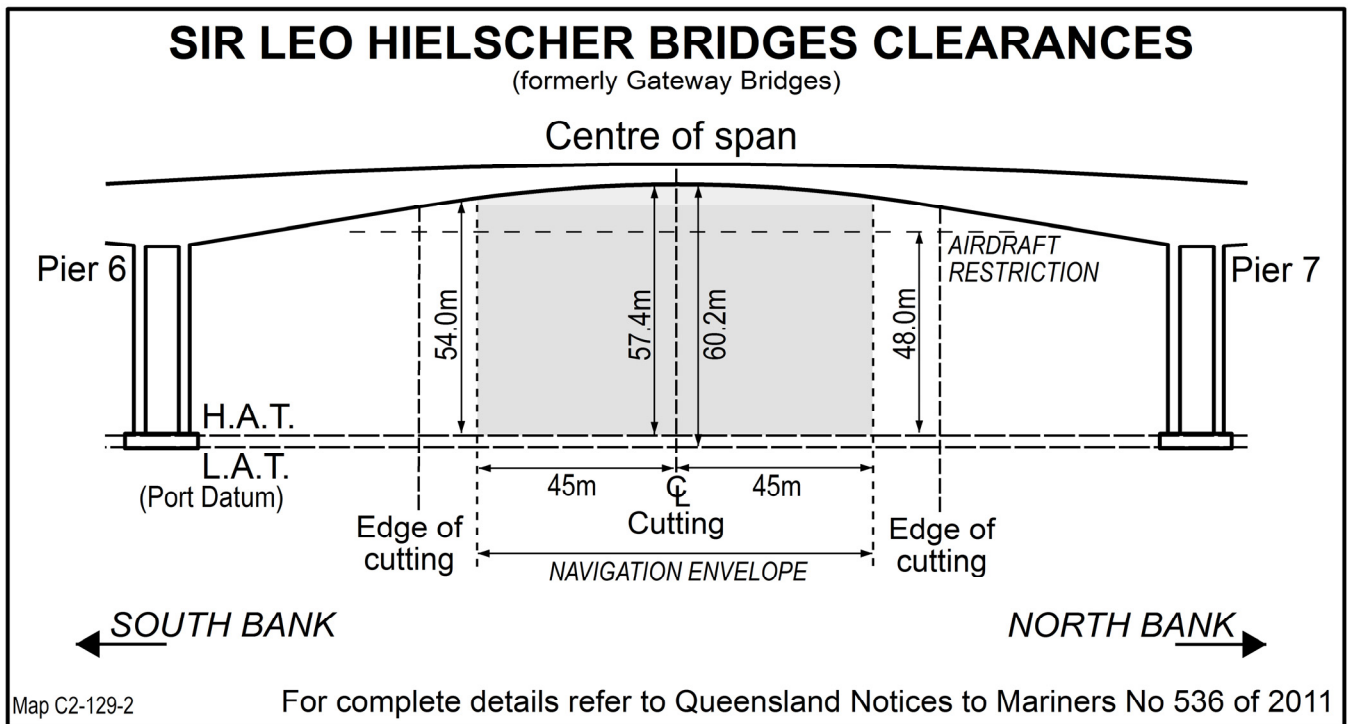 SIR LEO HIELSCHER BRIDGES CLEARANCES
(formerly Gateway Bridges)
Centre of span
Pier 6
AIRDRAFT
RESTRICTION
Pier 7
54.0m
57.4m
60.2m
48.0m
H.A.T.
L.A.T.
(Port Datum)
45m
45m
℄
Cutting
Edge of
cutting
Edge of
cutting
NAVIGATION ENVELOPE
SOUTH BANK
NORTH BANK
Map C2-129-2
For complete details refer to Queensland Notices to Mariners No 536 of 2011